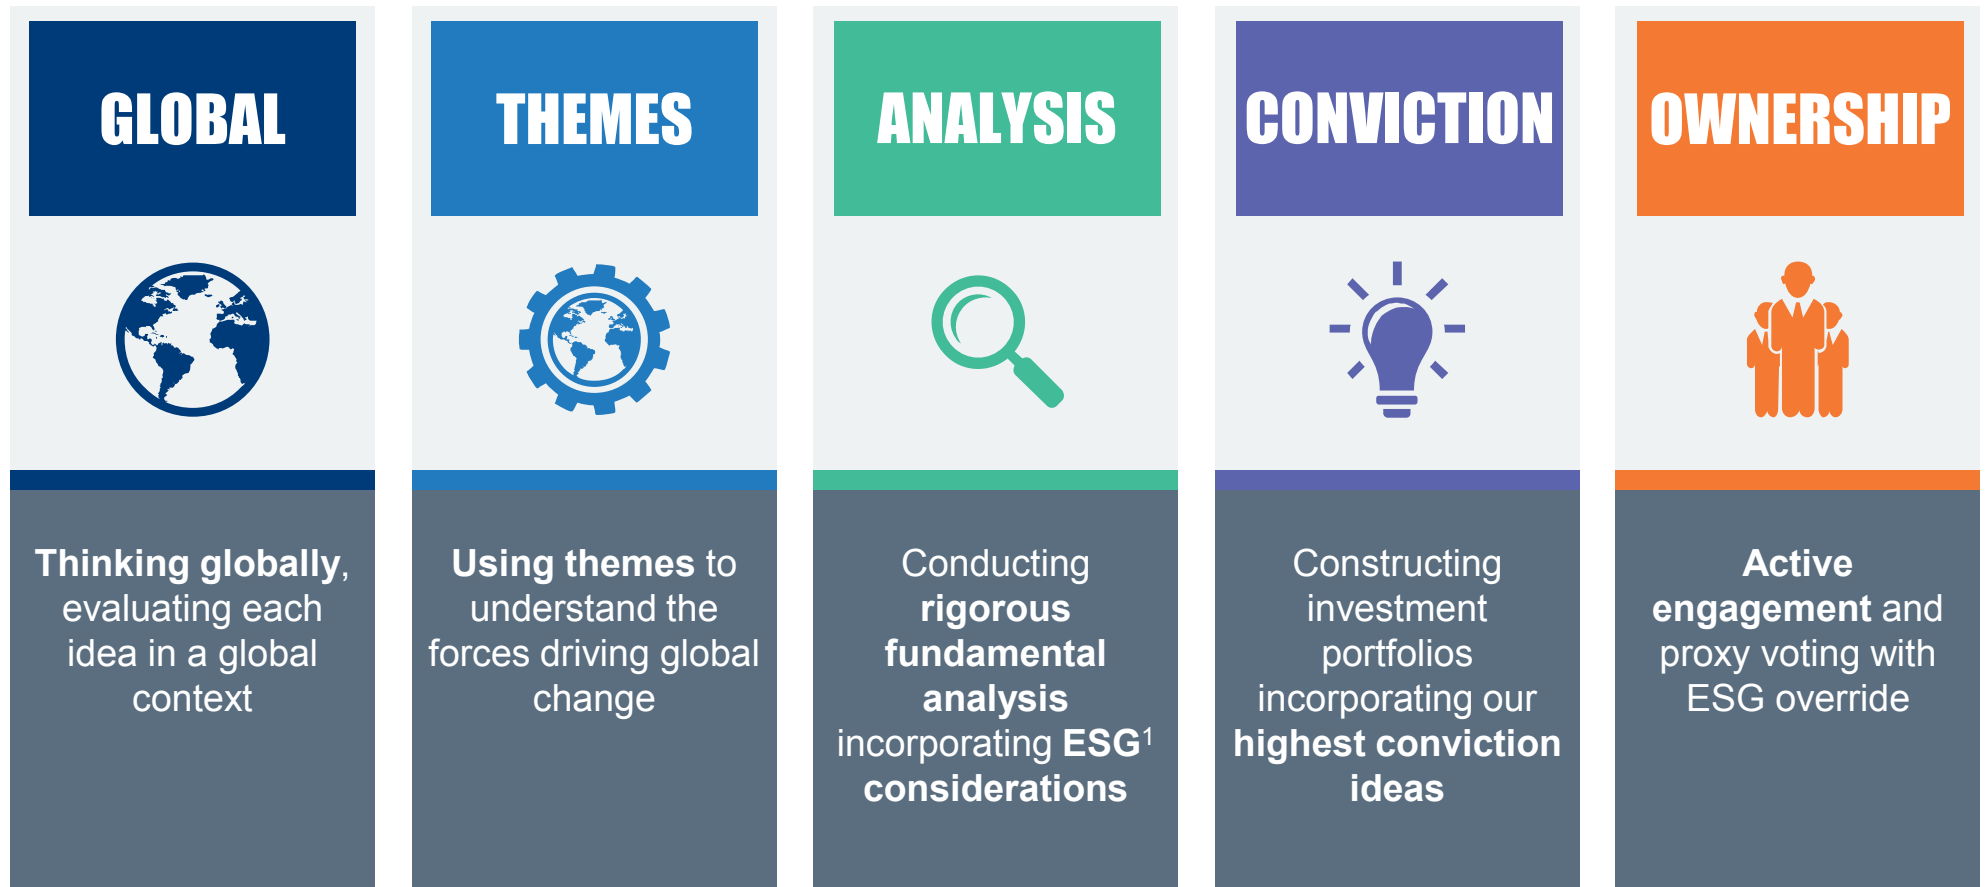 GLOBAL
Thinking globally,
evaluating each
idea in a global
context
THEMES
Using themes to
understand the
forces driving global
change
ANALYSIS
Conducting
rigorous
fundamental
analysis
incorporating ESG¹
considerations
CONVICTION
Constructing
investment
portfolios
incorporating our
highest conviction
ideas
OWNERSHIP
Active
engagement and
proxy voting with
ESG override